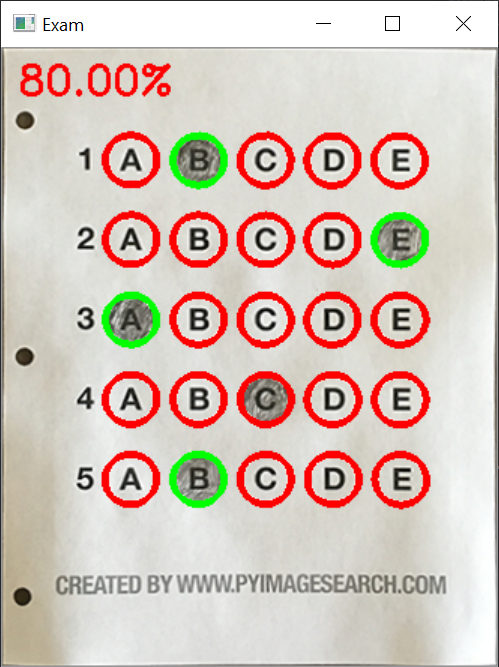 Exam
80.00%
1 A B C D E
2 A B C D E
3 A B C D E
4 A B C D E
5 A B C D E
CREATED BY WWW.PYIMAGESEARCH.COM